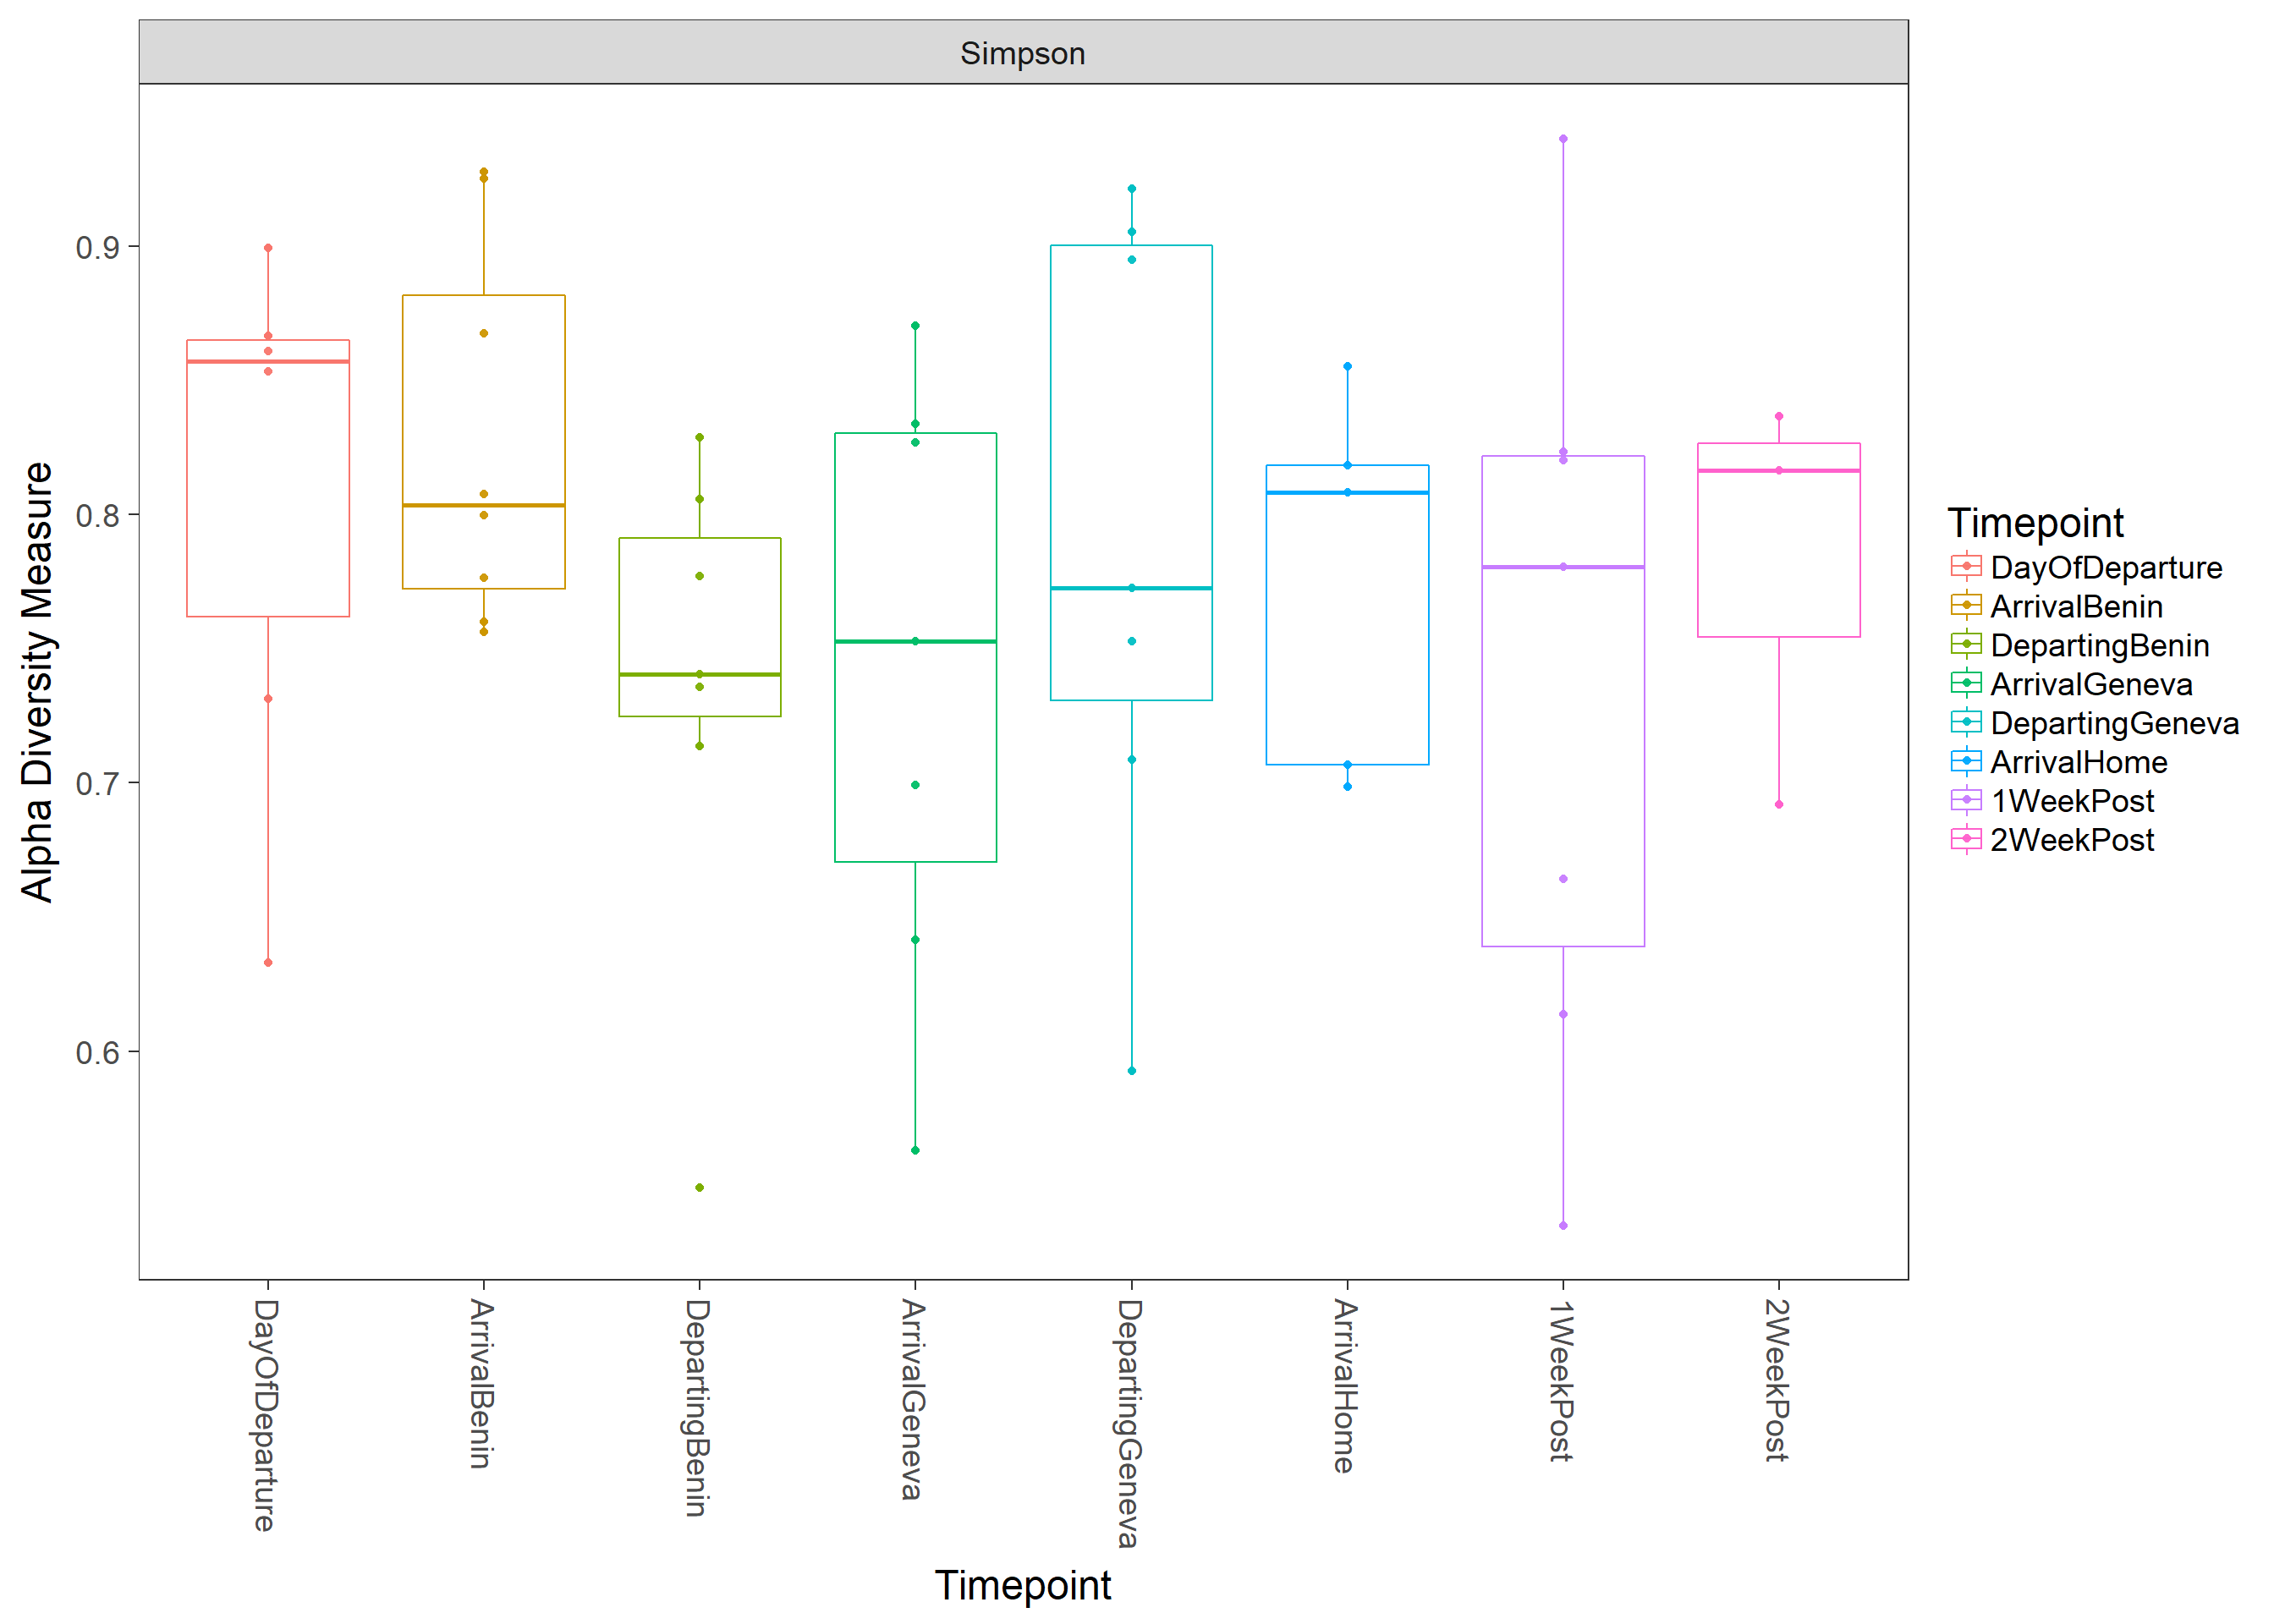 Simpson
Alpha Diversity Measure
0.9
0.8
0.7
0.6
DayOfDeparture
ArrivalBenin
DepartingBenin
ArrivalGeneva
DepartingGeneva
ArrivalHome
1WeekPost
2WeekPost
Timepoint
Timepoint
DayOfDeparture
ArrivalBenin
DepartingBenin
ArrivalGeneva
DepartingGeneva
ArrivalHome
1WeekPost
2WeekPost